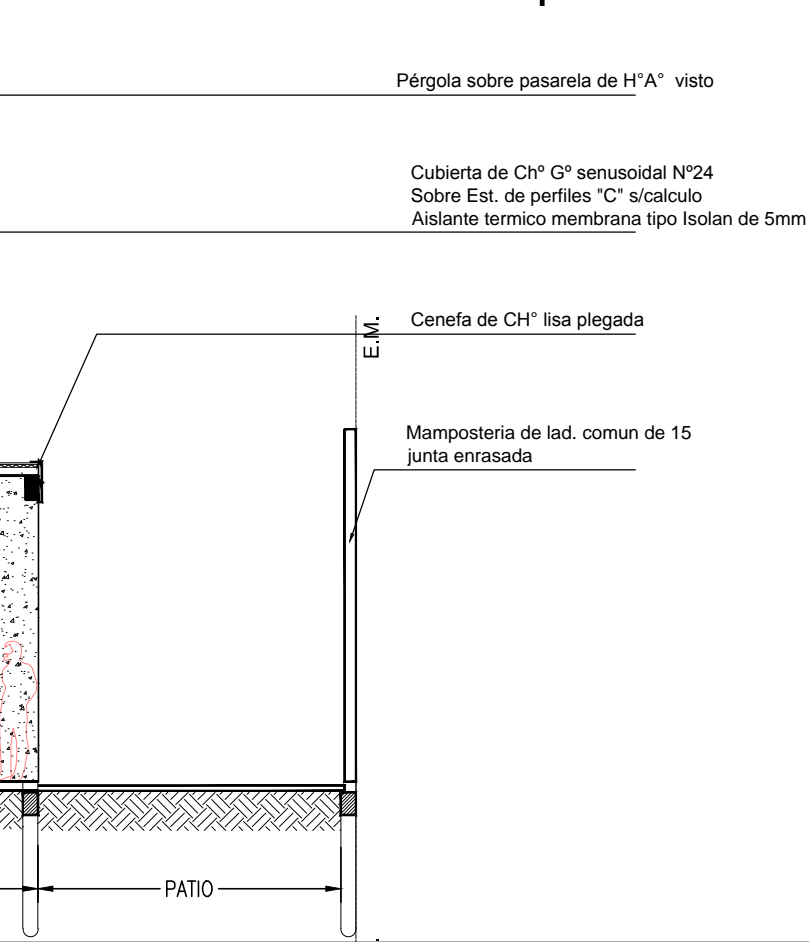 Pérgola sobre pasarela de H°A° visto
Cubierta de Chº Gº senusoidal Nº24
Sobre Est. de perfiles "C" s/calculo
Aislante termico membrana tipo Isolan de 5mm
Cenefa de CH° lisa plegada
E.M.
Mamposteria de lad. comun de 15
junta enrasada
PATIO